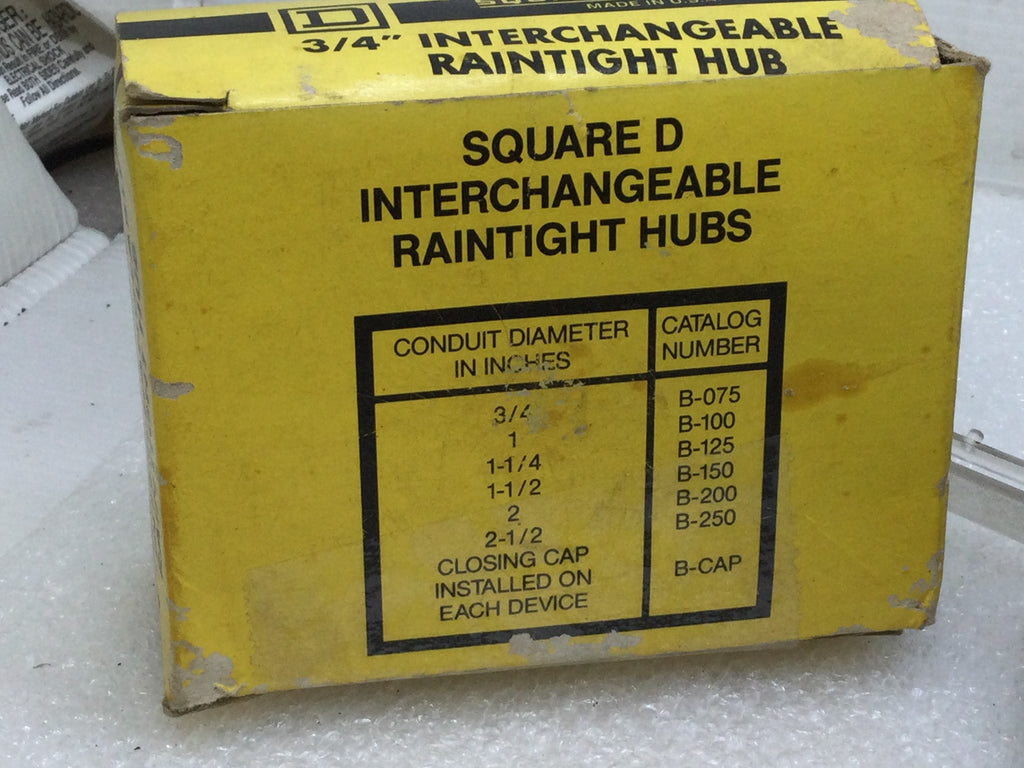 D
MADE IN U.S.A.
3/4" INTERCHANGEABLE
RAINTIGHT HUB
SQUARE D
INTERCHANGEABLE
RAINTIGHT HUBS
CONDUIT DIAMETER
IN INCHES
CATALOG
NUMBER
3/4 B-075
1 B-100
1-1/4 B-125
1-1/2 B-150
2 B-200
2-1/2 B-250
CLOSING CAP
INSTALLED ON
EACH DEVICE
B-CAP